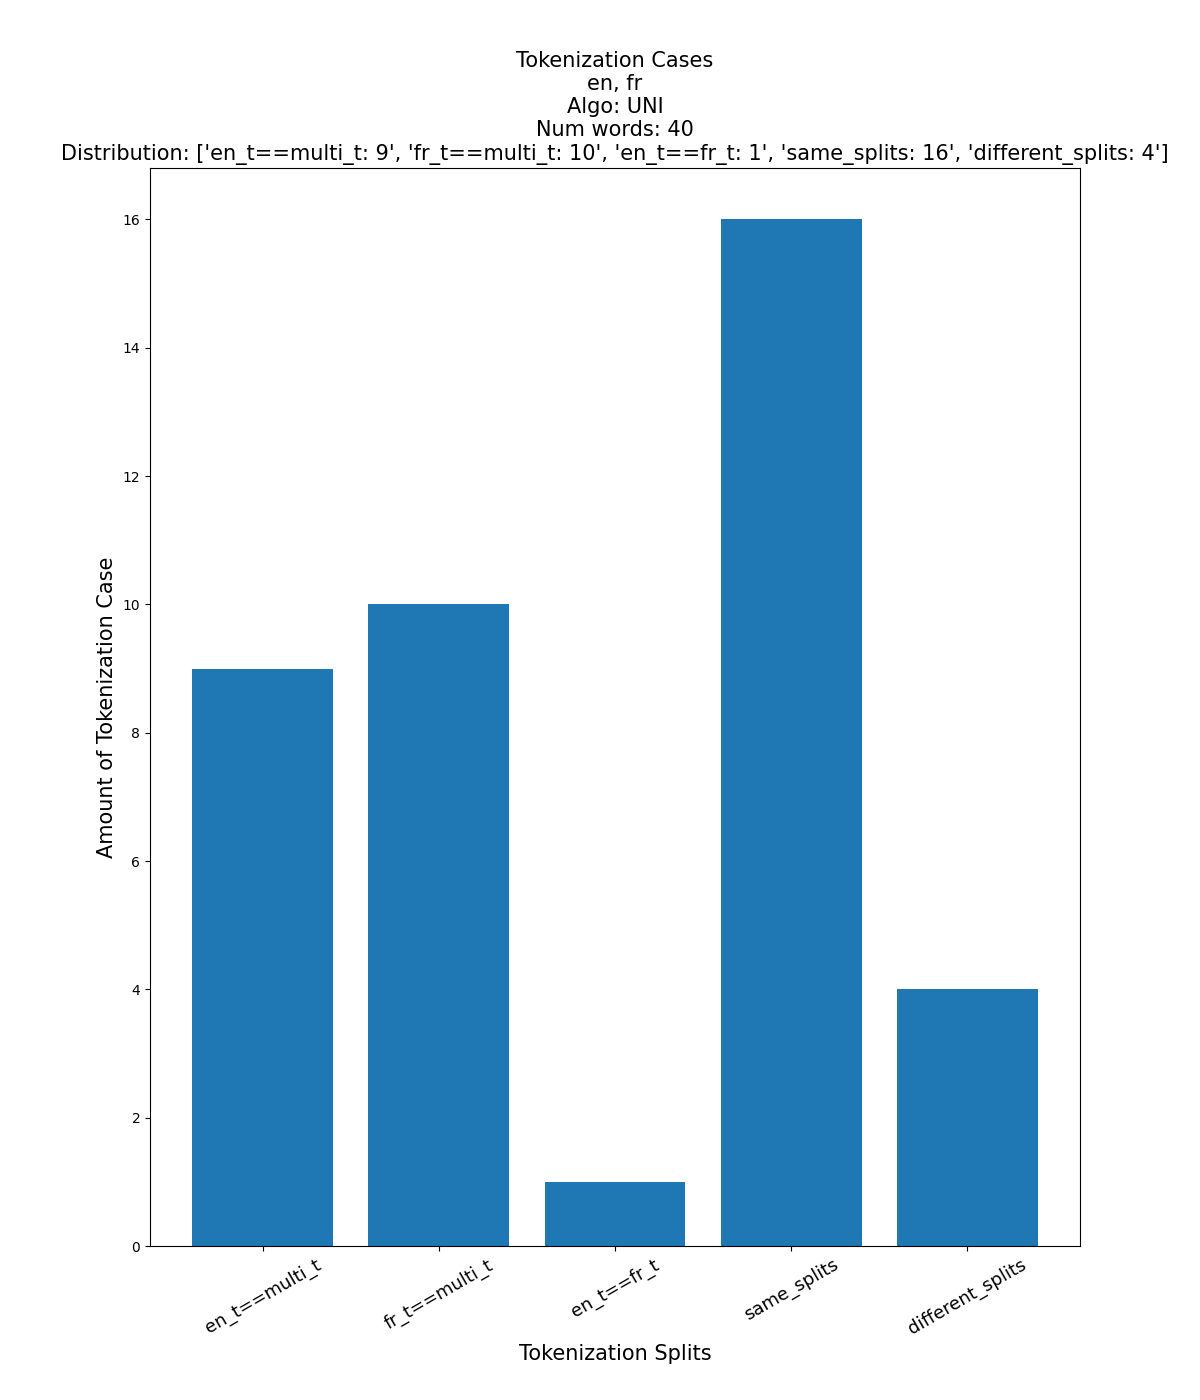 Tokenization Cases
en, fr
Algo: UNI
Num words: 40
Distribution: ['en_t==multi_t: 9', 'fr_t==multi_t: 10', 'en_t==fr_t: 1', 'same_splits: 16', 'different_splits: 4']
Amount of Tokenization Case
16
14
12
10
8
6
4
2
0
en_t==multi_t
fr_t==multi_t
en_t==fr_t
same_splits
different_splits
Tokenization Splits